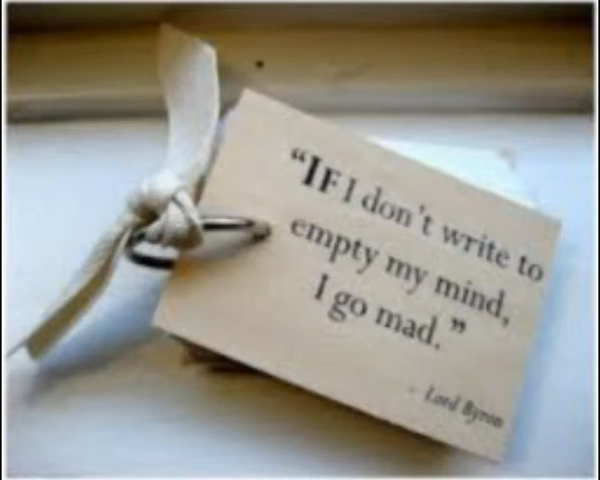 “IF I don't write to
empty my mind,
I go mad.”
- Lord Byron